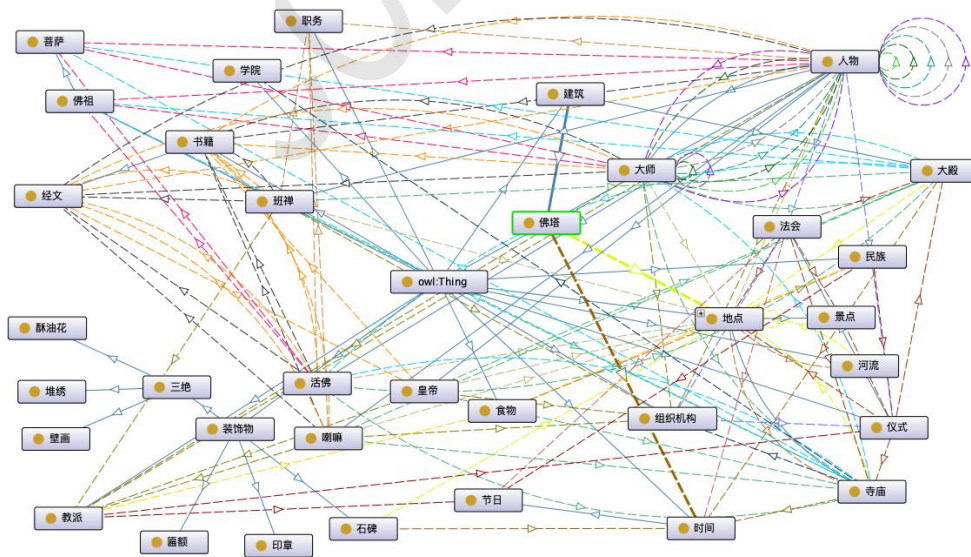 职务
菩萨
人物
学院
佛祖
建筑
书籍
大师
大殿
经文
班禅
佛塔
法会
民族
owl:Thing
地点
景点
酥油花
河流
堆绣
三绝
活佛
皇帝
食物
组织机构
壁画
装饰物
喇嘛
仪式
寺庙
节日
教派
石碑
时间
匾额
印章